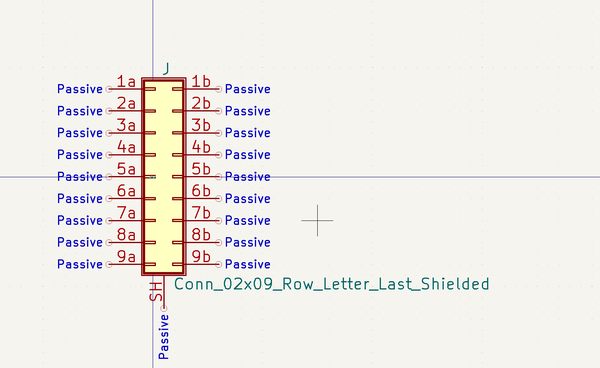 J
Passive 1a 1b Passive
Passive 2a 2b Passive
Passive 3a 3b Passive
Passive 4a 4b Passive
Passive 5a 5b Passive
Passive 6a 6b Passive
Passive 7a 7b Passive
Passive 8a 8b Passive
Passive 9a 9b Passive
SH
Conn_02x09_Row_Letter_Last_Shielded
Passive